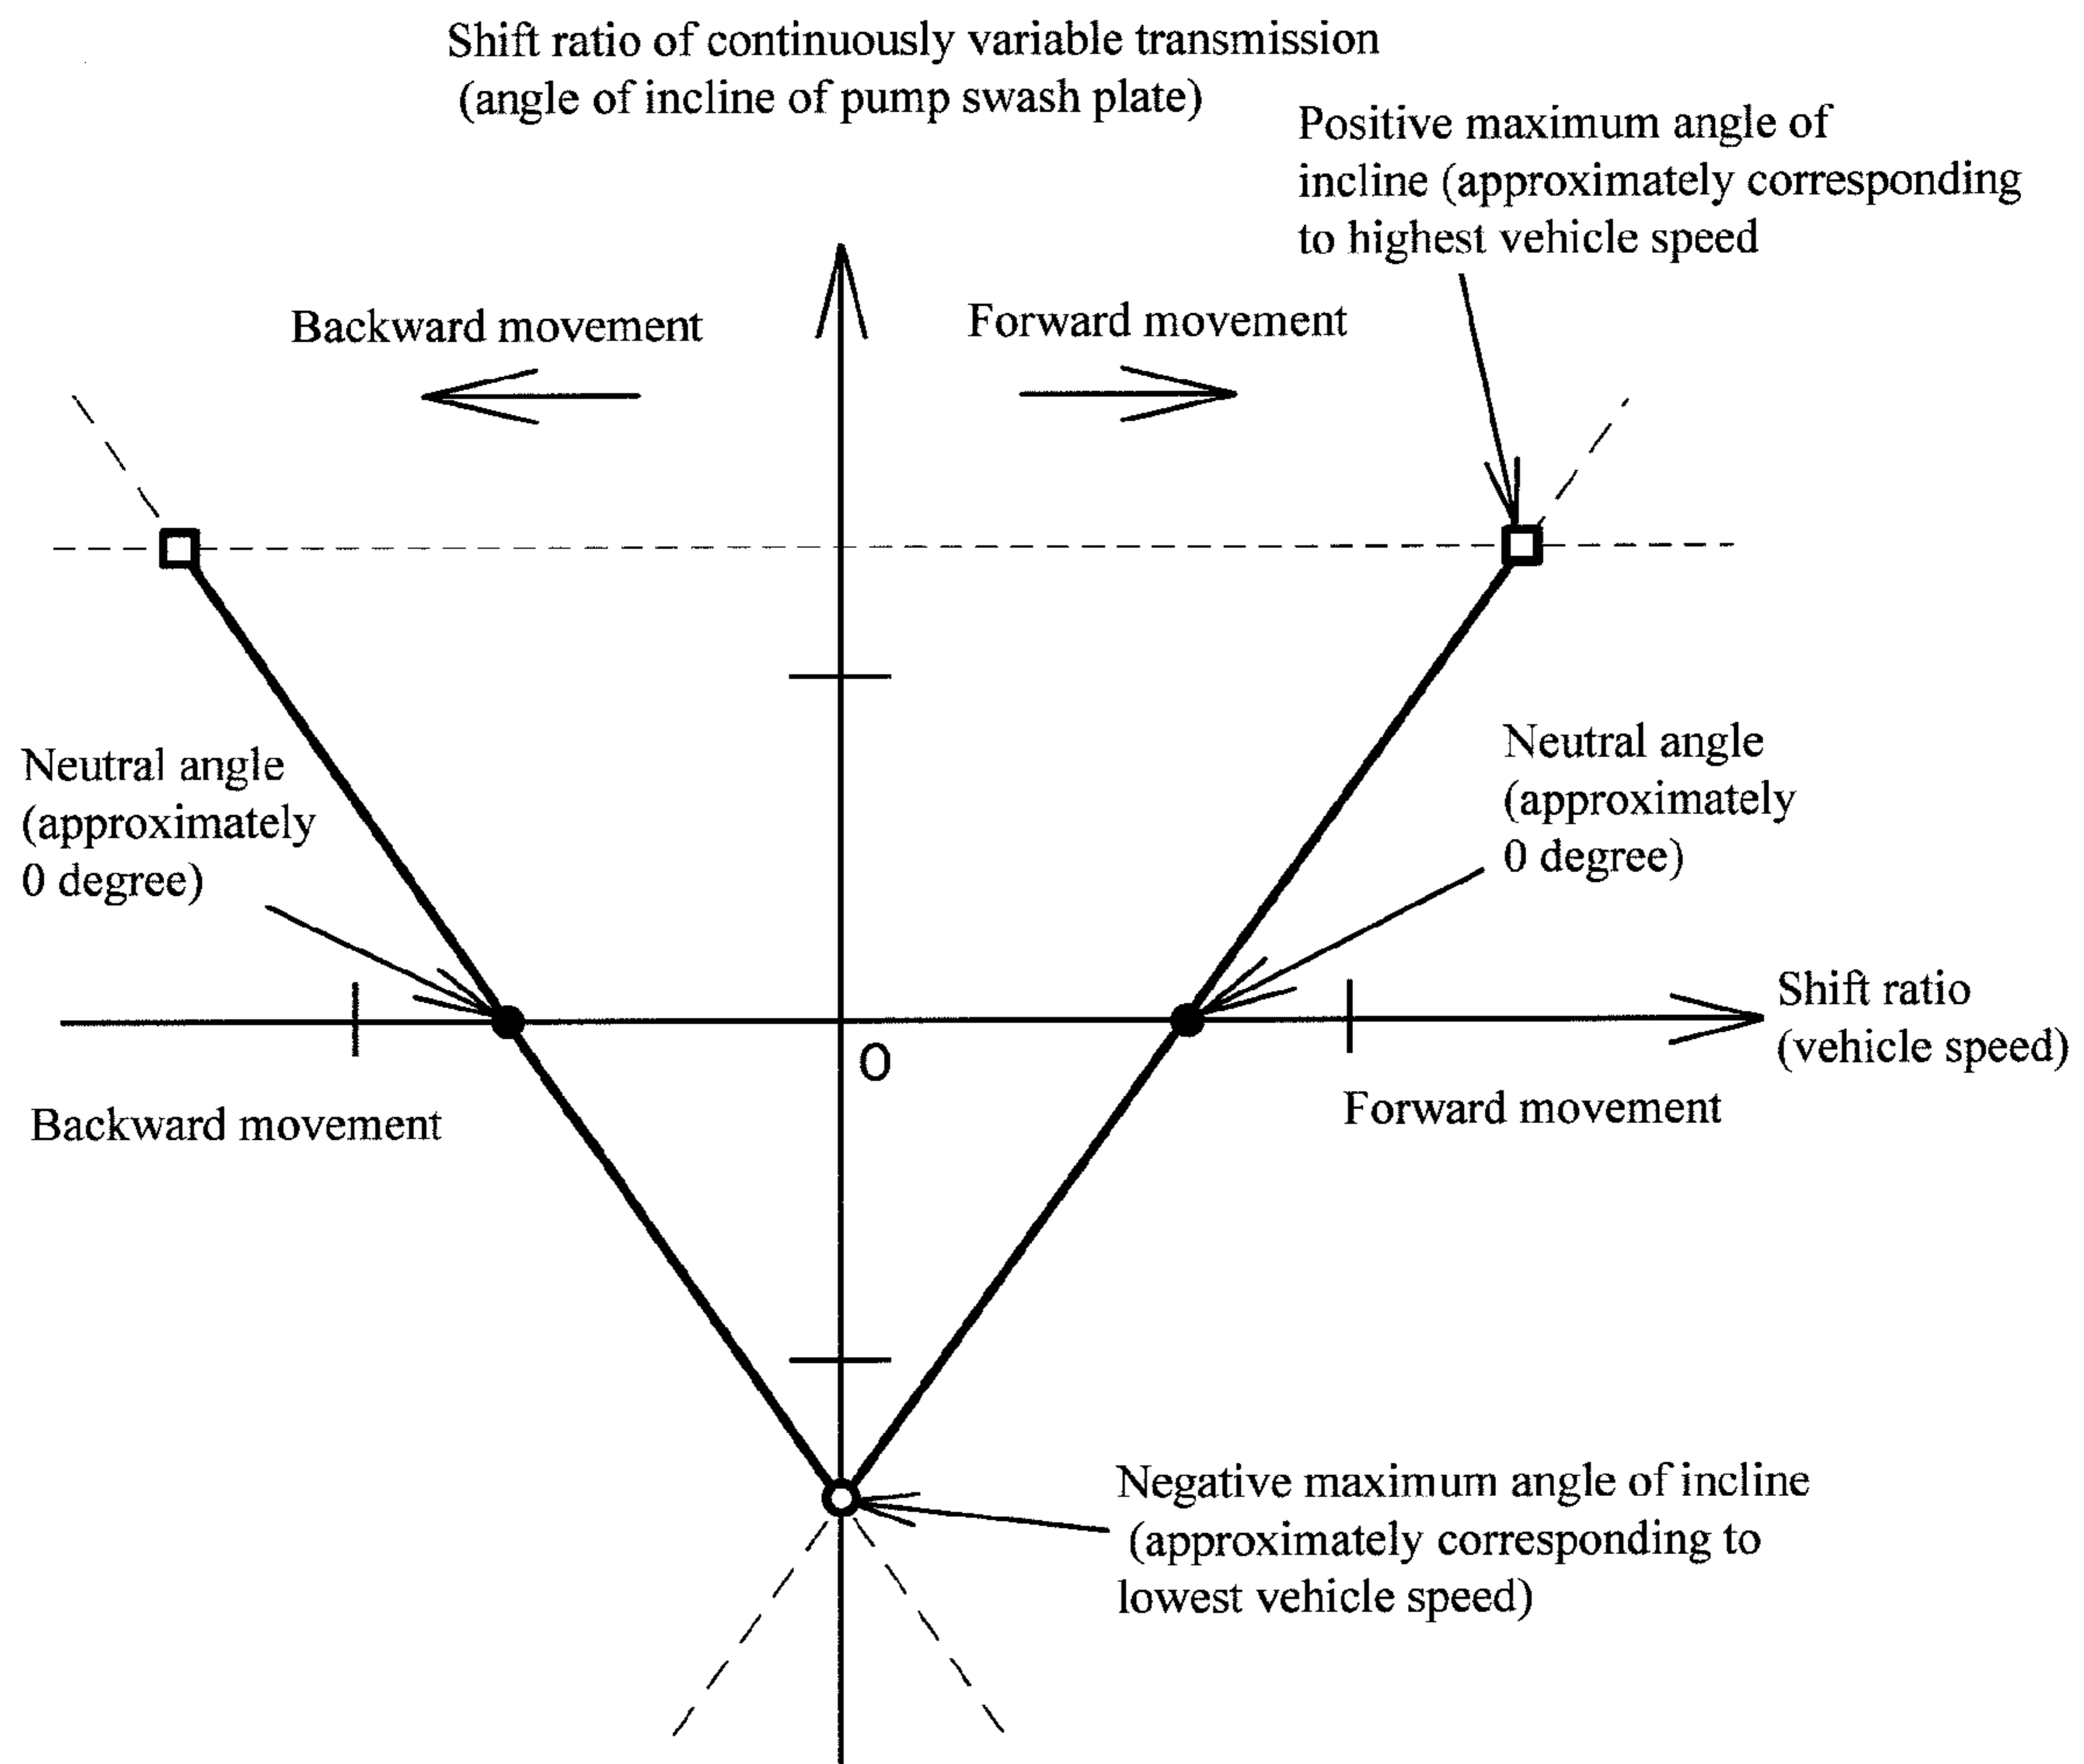 Shift ratio of continuously variable transmission
(angle of incline of pump swash plate)
Positive maximum angle of
incline (approximately corresponding
to highest vehicle speed
Backward movement
Forward movement
Neutral angle
(approximately
0 degree)
Neutral angle
(approximately
0 degree)
Shift ratio
(vehicle speed)
0
Backward movement
Forward movement
Negative maximum angle of incline
(approximately corresponding to
lowest vehicle speed)